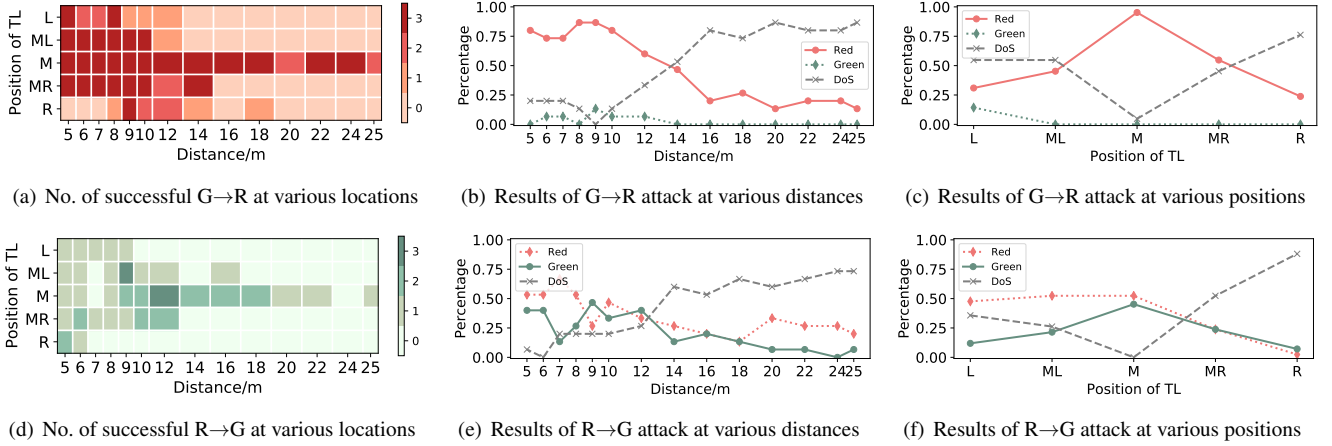 L
ML
M
MR
R
Position of TL
5 6 7 8 9 10 12 14 16 18 20 22 24 25
Distance/m
3
2
1
0
(a) No. of successful G→R at various locations
1.00
0.75
0.50
0.25
0.00
Percentage
Red
Green
DoS
5 6 7 8 9 10 12 14 16 18 20 22 24 25
Distance/m
(b) Results of G→R attack at various distances
1.00
0.75
0.50
0.25
0.00
Percentage
Red
Green
DoS
L ML M MR R
Position of TL
(c) Results of G→R attack at various positions
L
ML
M
MR
R
Position of TL
5 6 7 8 9 10 12 14 16 18 20 22 24 25
Distance/m
3
2
1
0
(d) No. of successful R→G at various locations
1.00
0.75
0.50
0.25
0.00
Percentage
Red
Green
DoS
5 6 7 8 9 10 12 14 16 18 20 22 24 25
Distance/m
(e) Results of R→G attack at various distances
1.00
0.75
0.50
0.25
0.00
Percentage
Red
Green
DoS
L ML M MR R
Position of TL
(f) Results of R→G attack at various positions